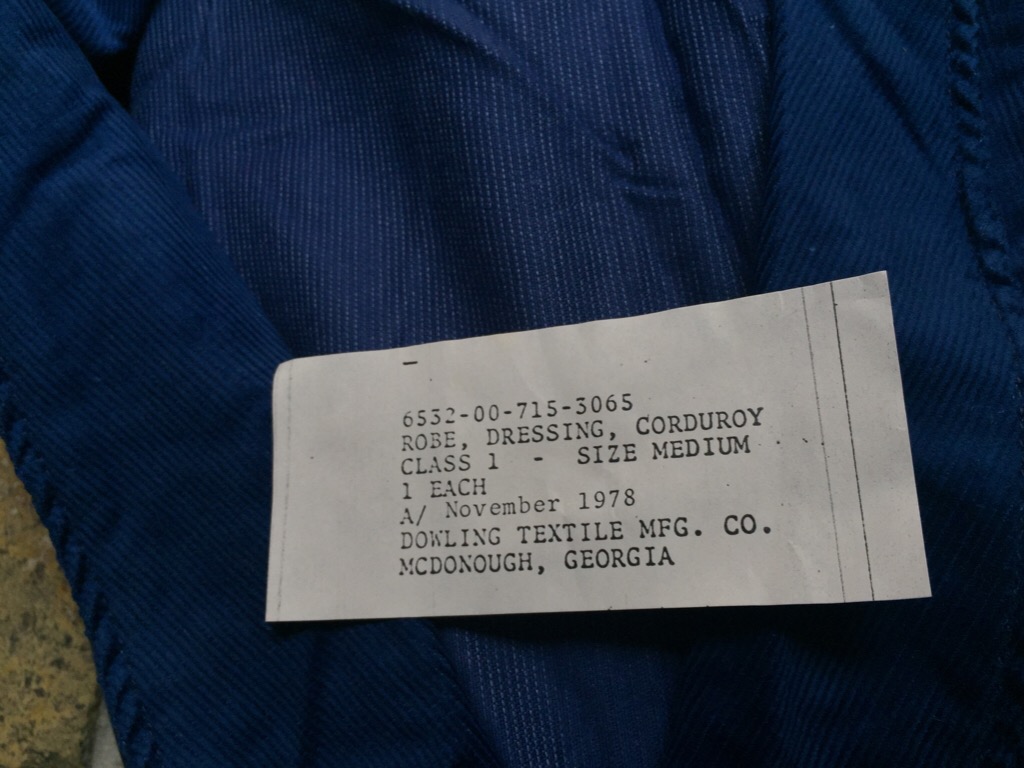 6532-00-715-3065
ROBE, DRESSING, CORDUROY
CLASS 1 - SIZE MEDIUM
1 EACH
A/ November 1978
DOWLING TEXTILE MFG. CO.
MCDONOUGH, GEORGIA